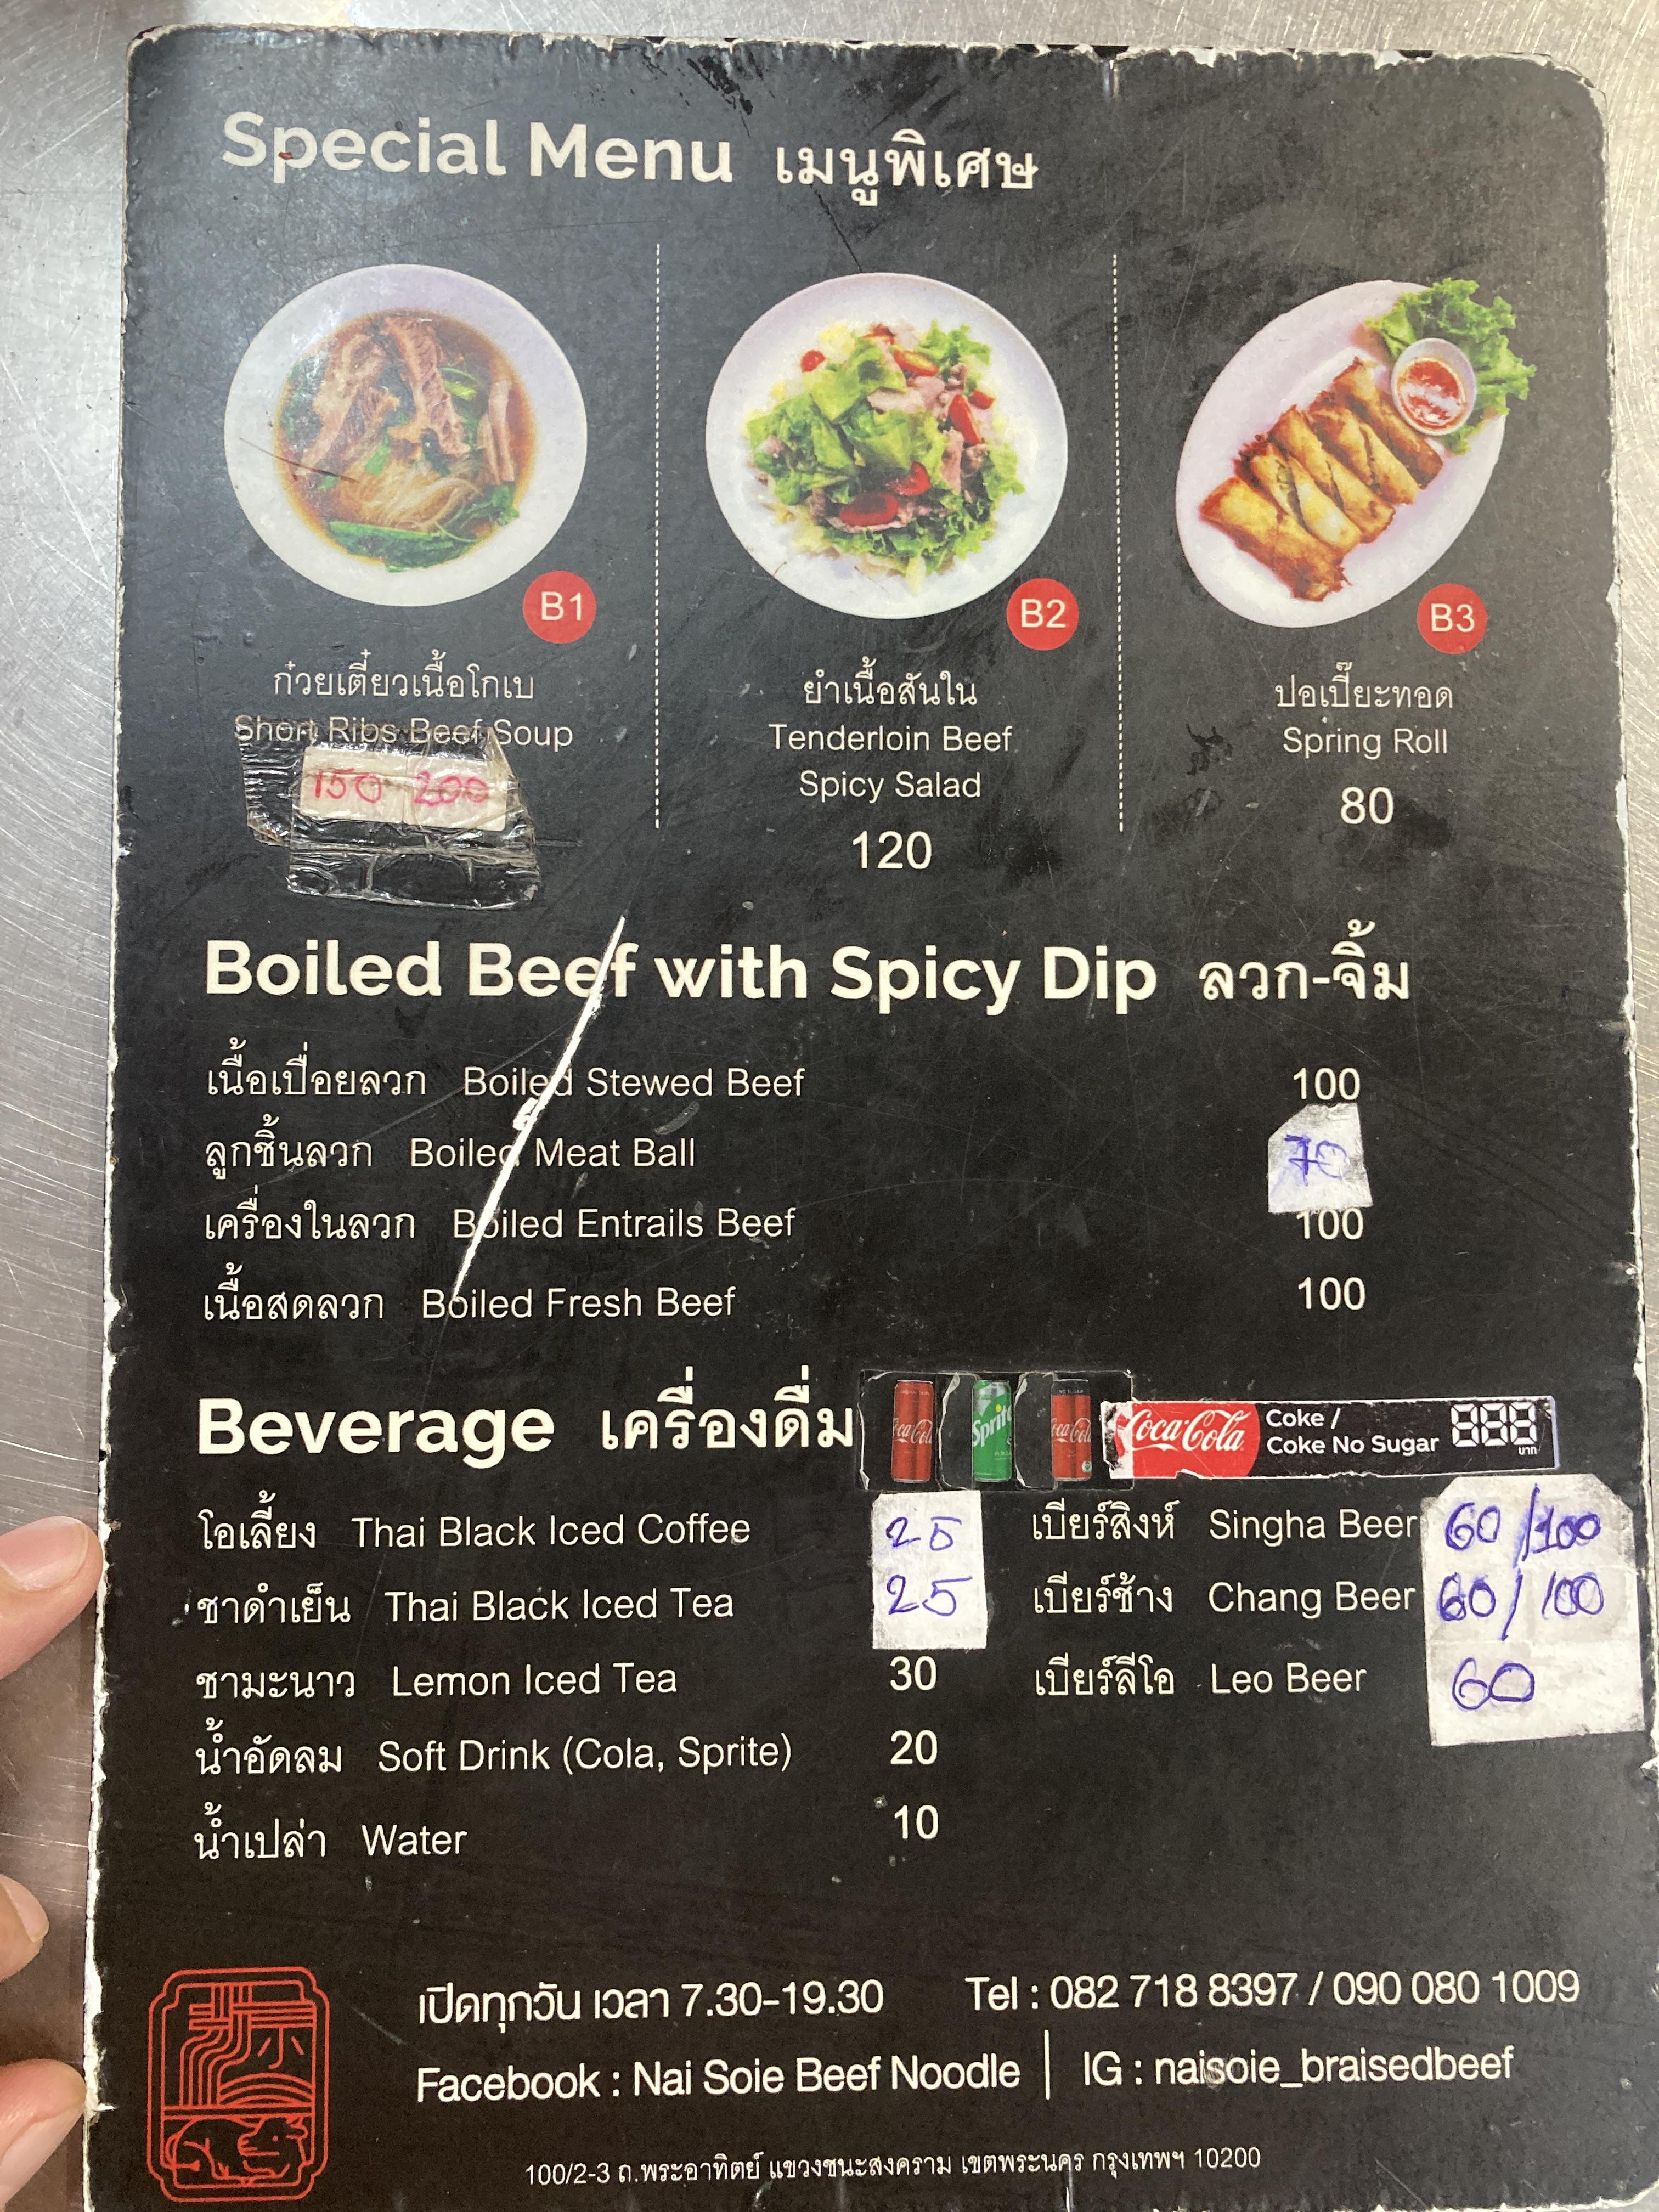 Special Menu เมนูพิเศษ
B1
ก๋วยเตี๋ยวเนื้อโกเบ
Short Ribs Beef Soup
150 200
B2
ยำเนื้อสันใน
Tenderloin Beef
Spicy Salad
120
B3
ปอเปี๊ยะทอด
Spring Roll
80
Boiled Beef with Spicy Dip ลวก-จิ้ม
เนื้อเปื่อยลวก Boiled Stewed Beef 100
ลูกชิ้นลวก Boiled Meat Ball 70
เครื่องในลวก Boiled Entrails Beef 100
เนื้อสดลวก Boiled Fresh Beef 100
Beverage เครื่องดื่ม
Coca-Cola Sprite Coca-Cola
Coca-Cola Coke /
Coke No Sugar 888 บาท
โอเลี้ยง Thai Black Iced Coffee 25
ชาดำเย็น Thai Black Iced Tea 25
ชามะนาว Lemon Iced Tea 30
น้ำอัดลม Soft Drink (Cola, Sprite) 20
น้ำเปล่า Water 10
เบียร์สิงห์ Singha Beer 60/100
เบียร์ช้าง Chang Beer 60/100
เบียร์ลีโอ Leo Beer 60
เปิดทุกวัน เวลา 7.30-19.30 Tel : 082 718 8397 / 090 080 1009
Facebook : Nai Soie Beef Noodle | IG : naisoie_braisedbeef
100/2-3 ถ.พระอาทิตย์ แขวงชนะสงคราม เขตพระนคร กรุงเทพฯ 10200